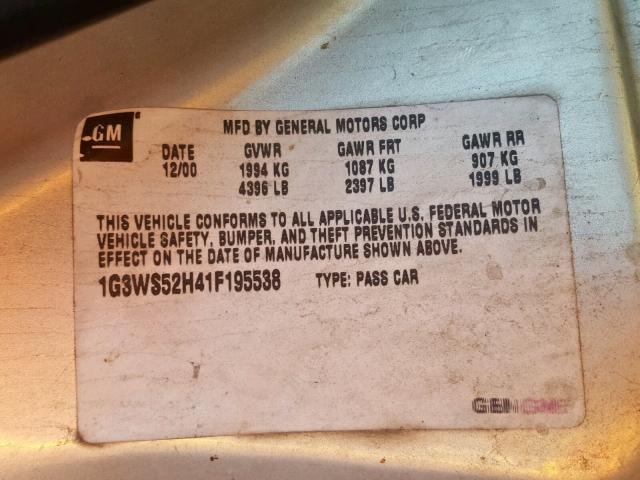 GM
MFD BY GENERAL MOTORS CORP
DATE GVWR GAWR FRT GAWR RR
12/00 1994 KG 1087 KG 907 KG
4396 LB 2397 LB 1999 LB
THIS VEHICLE CONFORMS TO ALL APPLICABLE U.S. FEDERAL MOTOR
VEHICLE SAFETY, BUMPER, AND THEFT PREVENTION STANDARDS IN
EFFECT ON THE DATE OF MANUFACTURE SHOWN ABOVE.
1G3WS52H41F195538 TYPE: PASS CAR